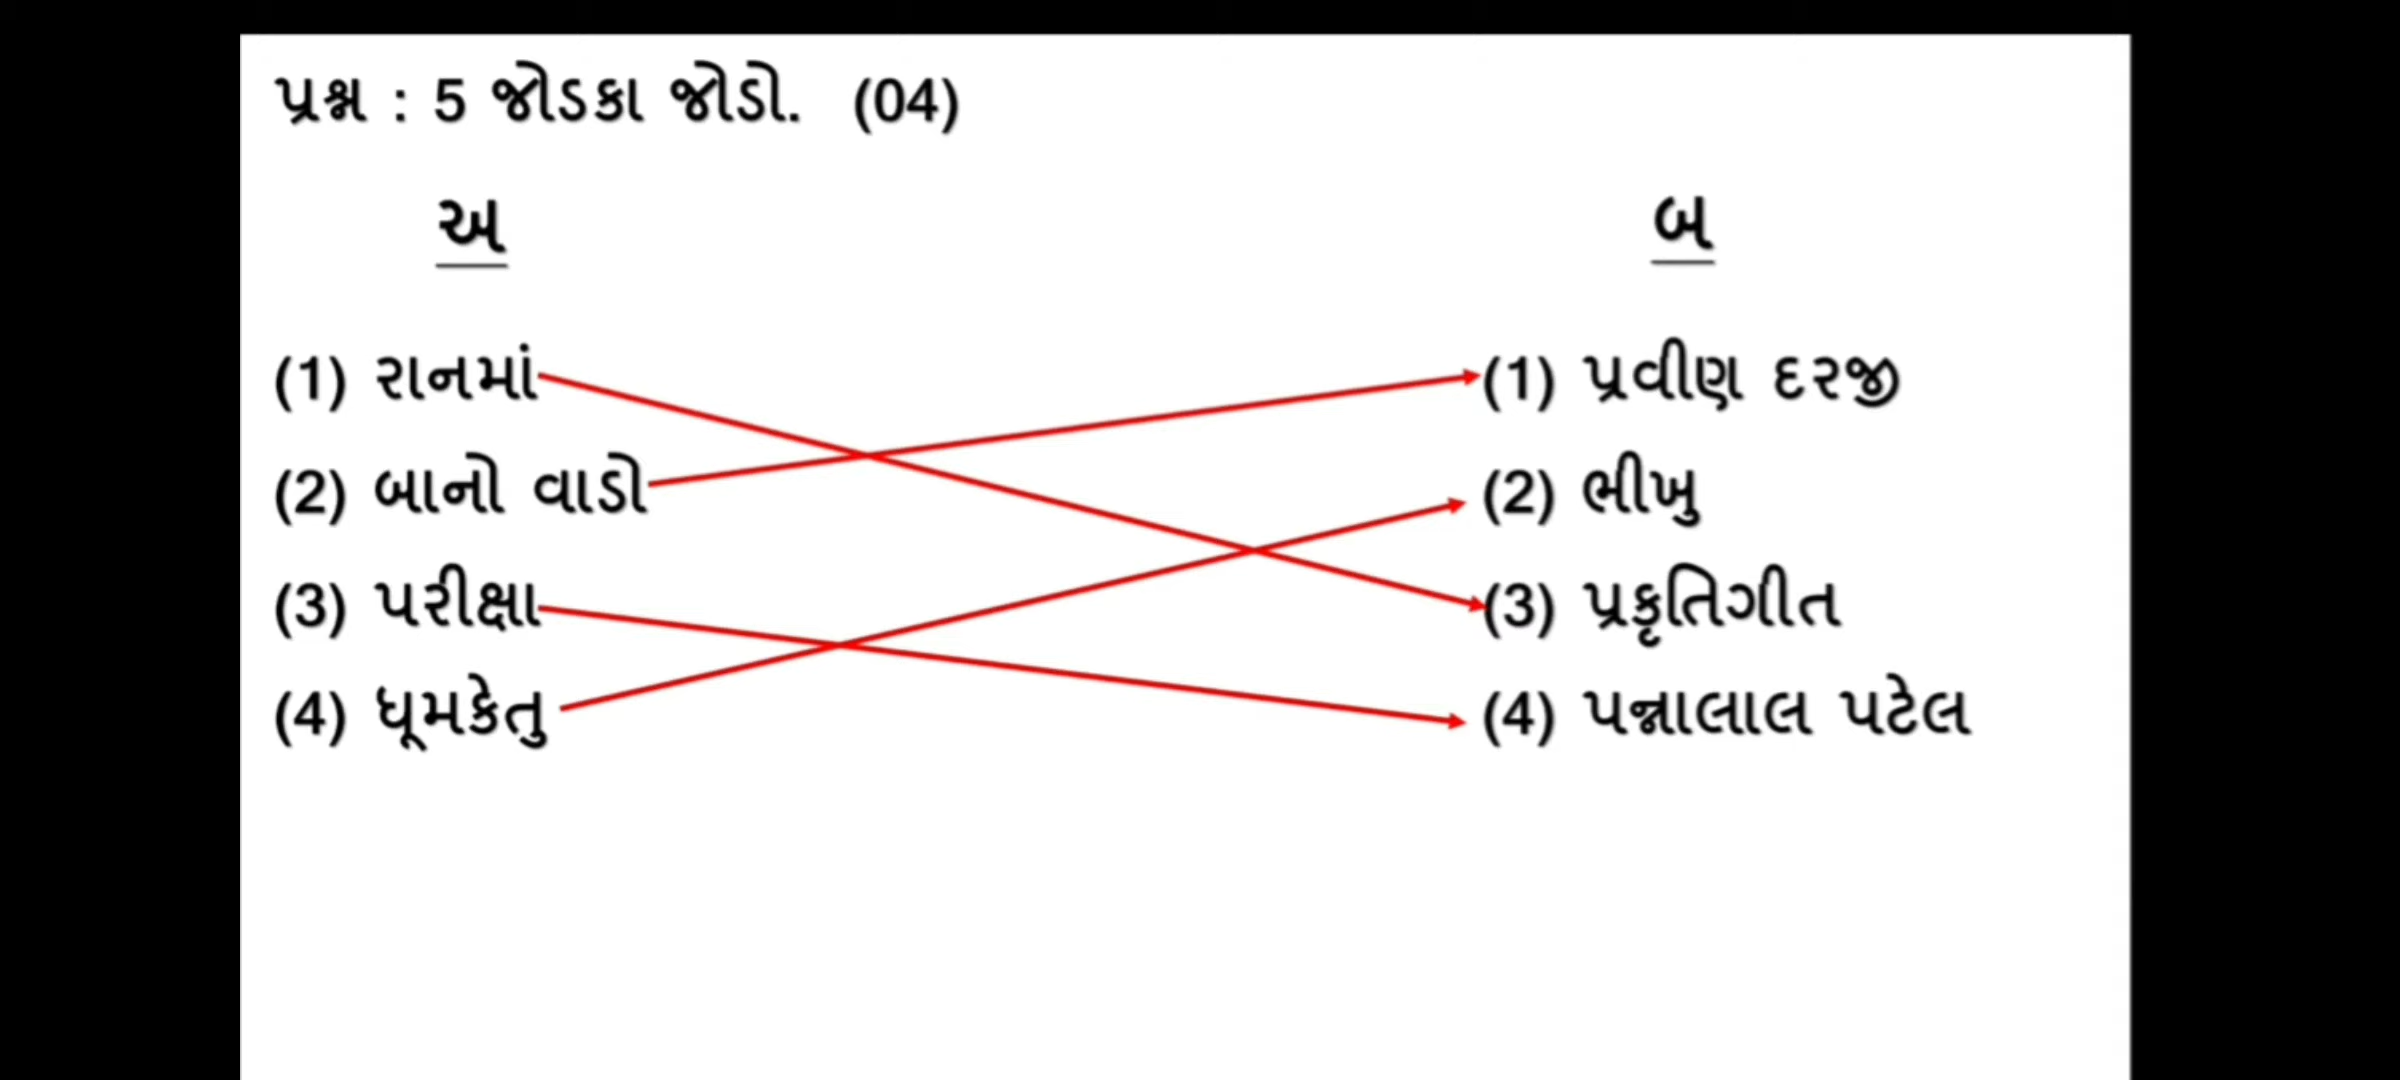 પ્રશ્ન : 5 જોડકા જોડો. (04)
અ બ
(1) રાનમાં (1) પ્રવીણ દરજી
(2) બાનો વાડો (2) ભીખુ
(3) પરીક્ષા (3) પ્રકૃતિગીત
(4) ધૂમકેતુ (4) પન્નાલાલ પટેલ